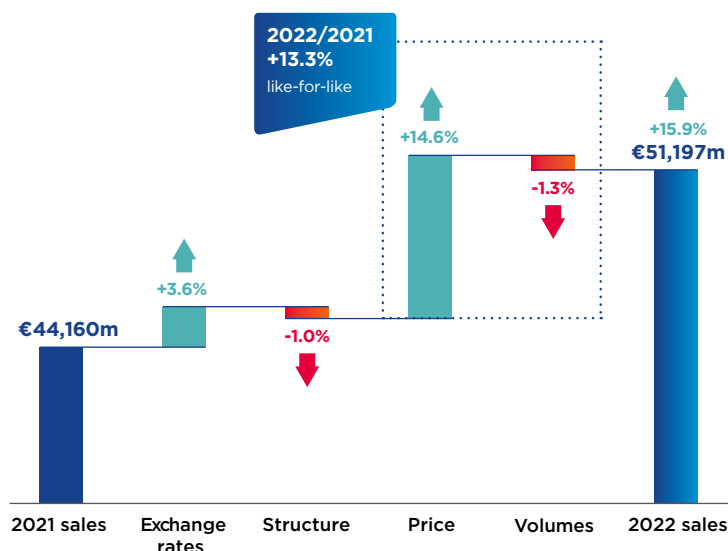 2022/2021
+13.3%
like-for-like
+14.6%
+15.9%
€51,197m
-1.3%
+3.6%
€44,160m
-1.0%
2021 sales
Exchange
rates
Structure
Price
Volumes
2022 sales